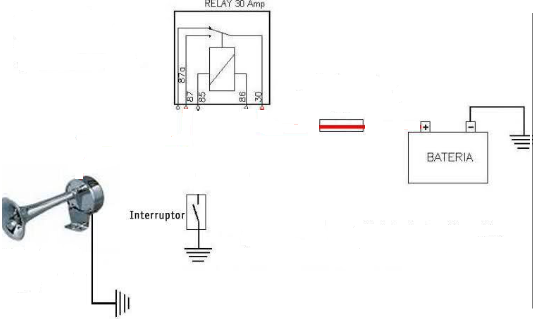 RELAY 30 Amp
87a
87
85
86
30
+
-
BATERIA
Interruptor